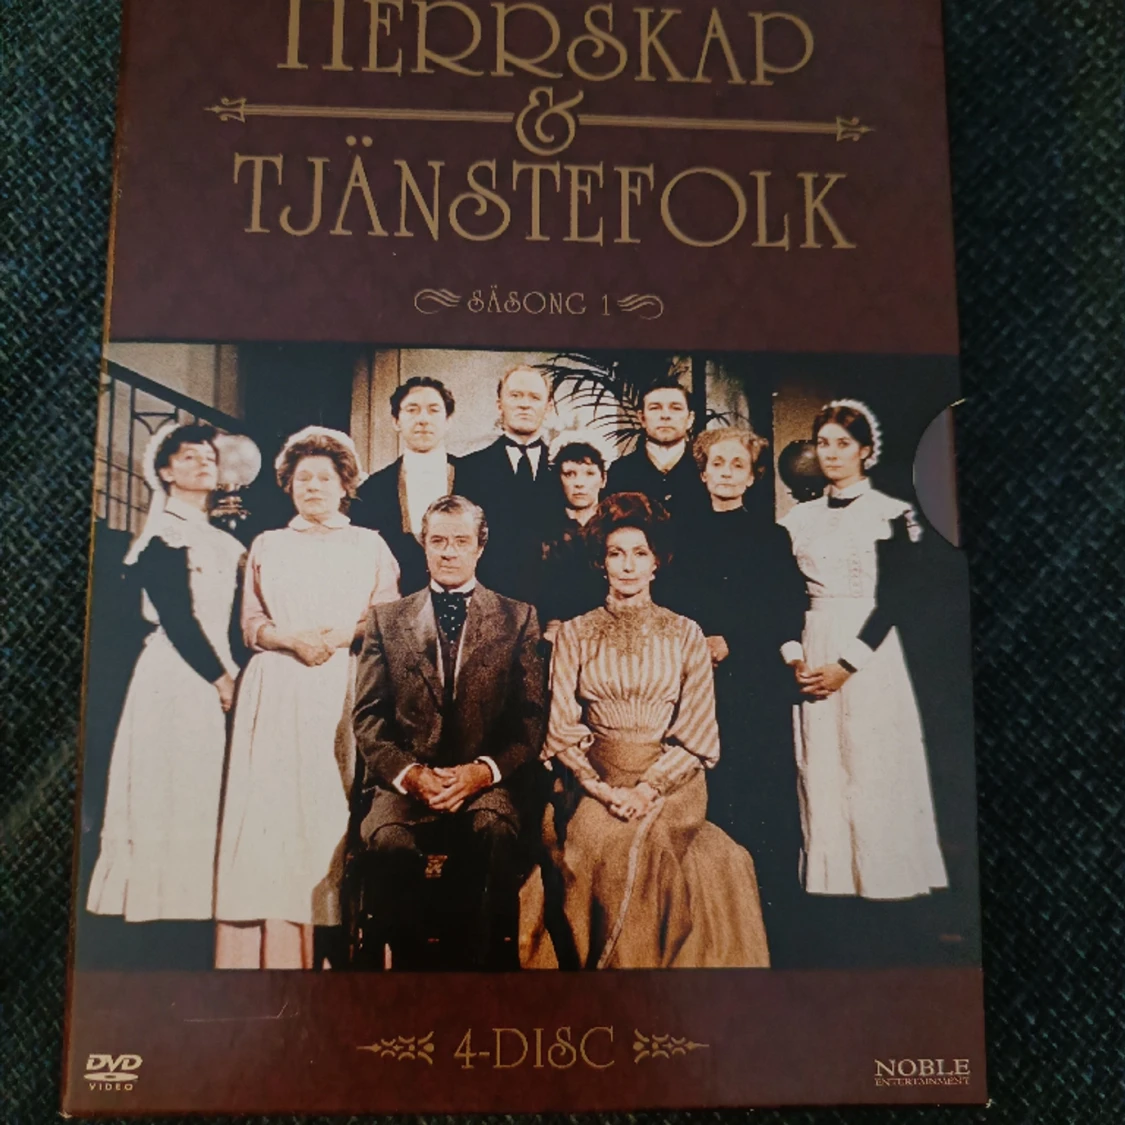 HERRSKAP
&
TJÄNSTEFOLK
SÄSONG 1
4-DISC
DVD
VIDEO
NOBLE
ENTERTAINMENT